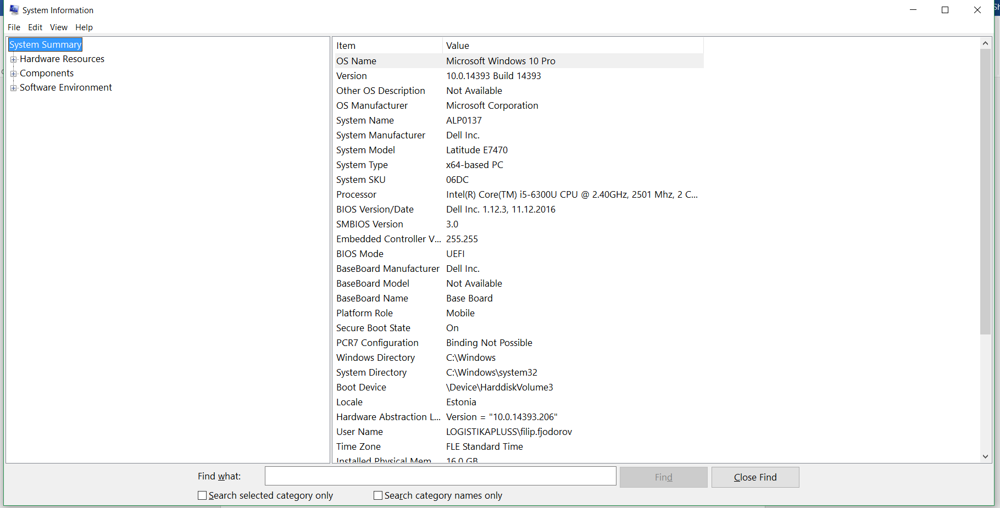 System Information
File Edit View Help
System Summary
Hardware Resources
Components
Software Environment
Item Value
OS Name Microsoft Windows 10 Pro
Version 10.0.14393 Build 14393
Other OS Description Not Available
OS Manufacturer Microsoft Corporation
System Name ALP0137
System Manufacturer Dell Inc.
System Model Latitude E7470
System Type x64-based PC
System SKU 06DC
Processor Intel(R) Core(TM) i5-6300U CPU @ 2.40GHz, 2501 Mhz, 2 C...
BIOS Version/Date Dell Inc. 1.12.3, 11.12.2016
SMBIOS Version 3.0
Embedded Controller V... 255.255
BIOS Mode UEFI
BaseBoard Manufacturer Dell Inc.
BaseBoard Model Not Available
BaseBoard Name Base Board
Platform Role Mobile
Secure Boot State On
PCR7 Configuration Binding Not Possible
Windows Directory C:\Windows
System Directory C:\Windows\system32
Boot Device \Device\HarddiskVolume3
Locale Estonia
Hardware Abstraction L... Version = "10.0.14393.206"
User Name LOGISTIKAPLUSS\filip.fjodorov
Time Zone FLE Standard Time
Installed Physical Mem... 16.0 GB
Find what: Find Close Find
Search selected category only Search category names only